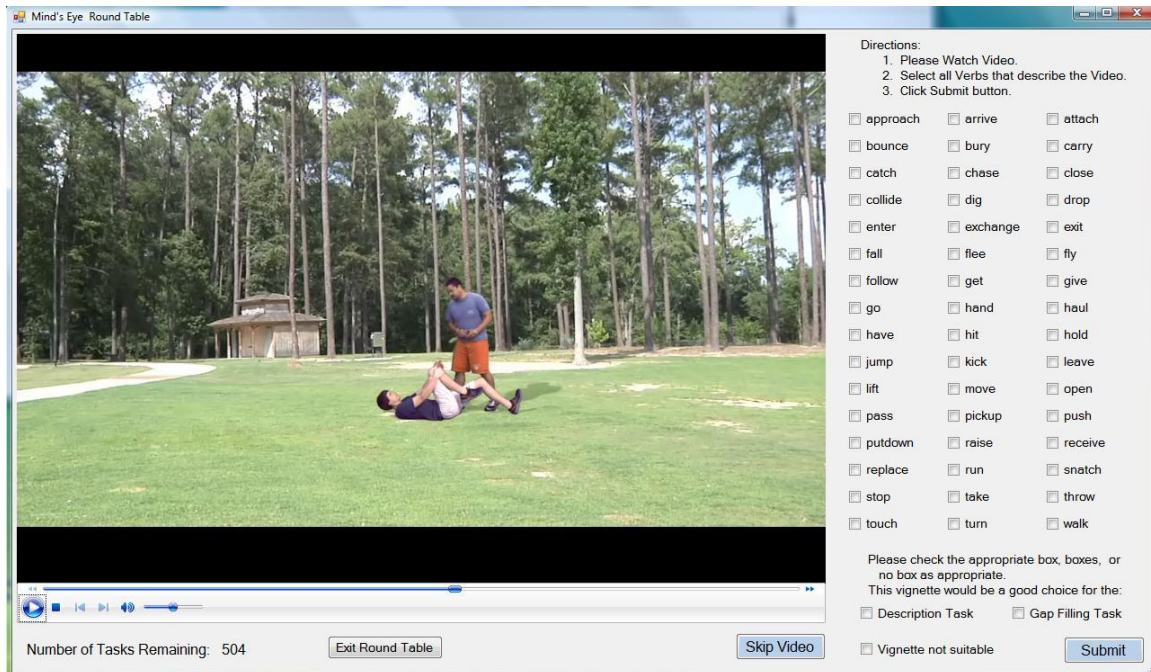 Mind's Eye Round Table
Directions:
1. Please Watch Video.
2. Select all Verbs that describe the Video.
3. Click Submit button.
approach arrive attach
bounce bury carry
catch chase close
collide dig drop
enter exchange exit
fall flee fly
follow get give
go hand haul
have hit hold
jump kick leave
lift move open
pass pickup push
putdown raise receive
replace run snatch
stop take throw
touch turn walk
Please check the appropriate box, boxes, or
no box as appropriate.
This vignette would be a good choice for the:
Description Task Gap Filling Task
Number of Tasks Remaining: 504 Exit Round Table Skip Video Vignette not suitable Submit